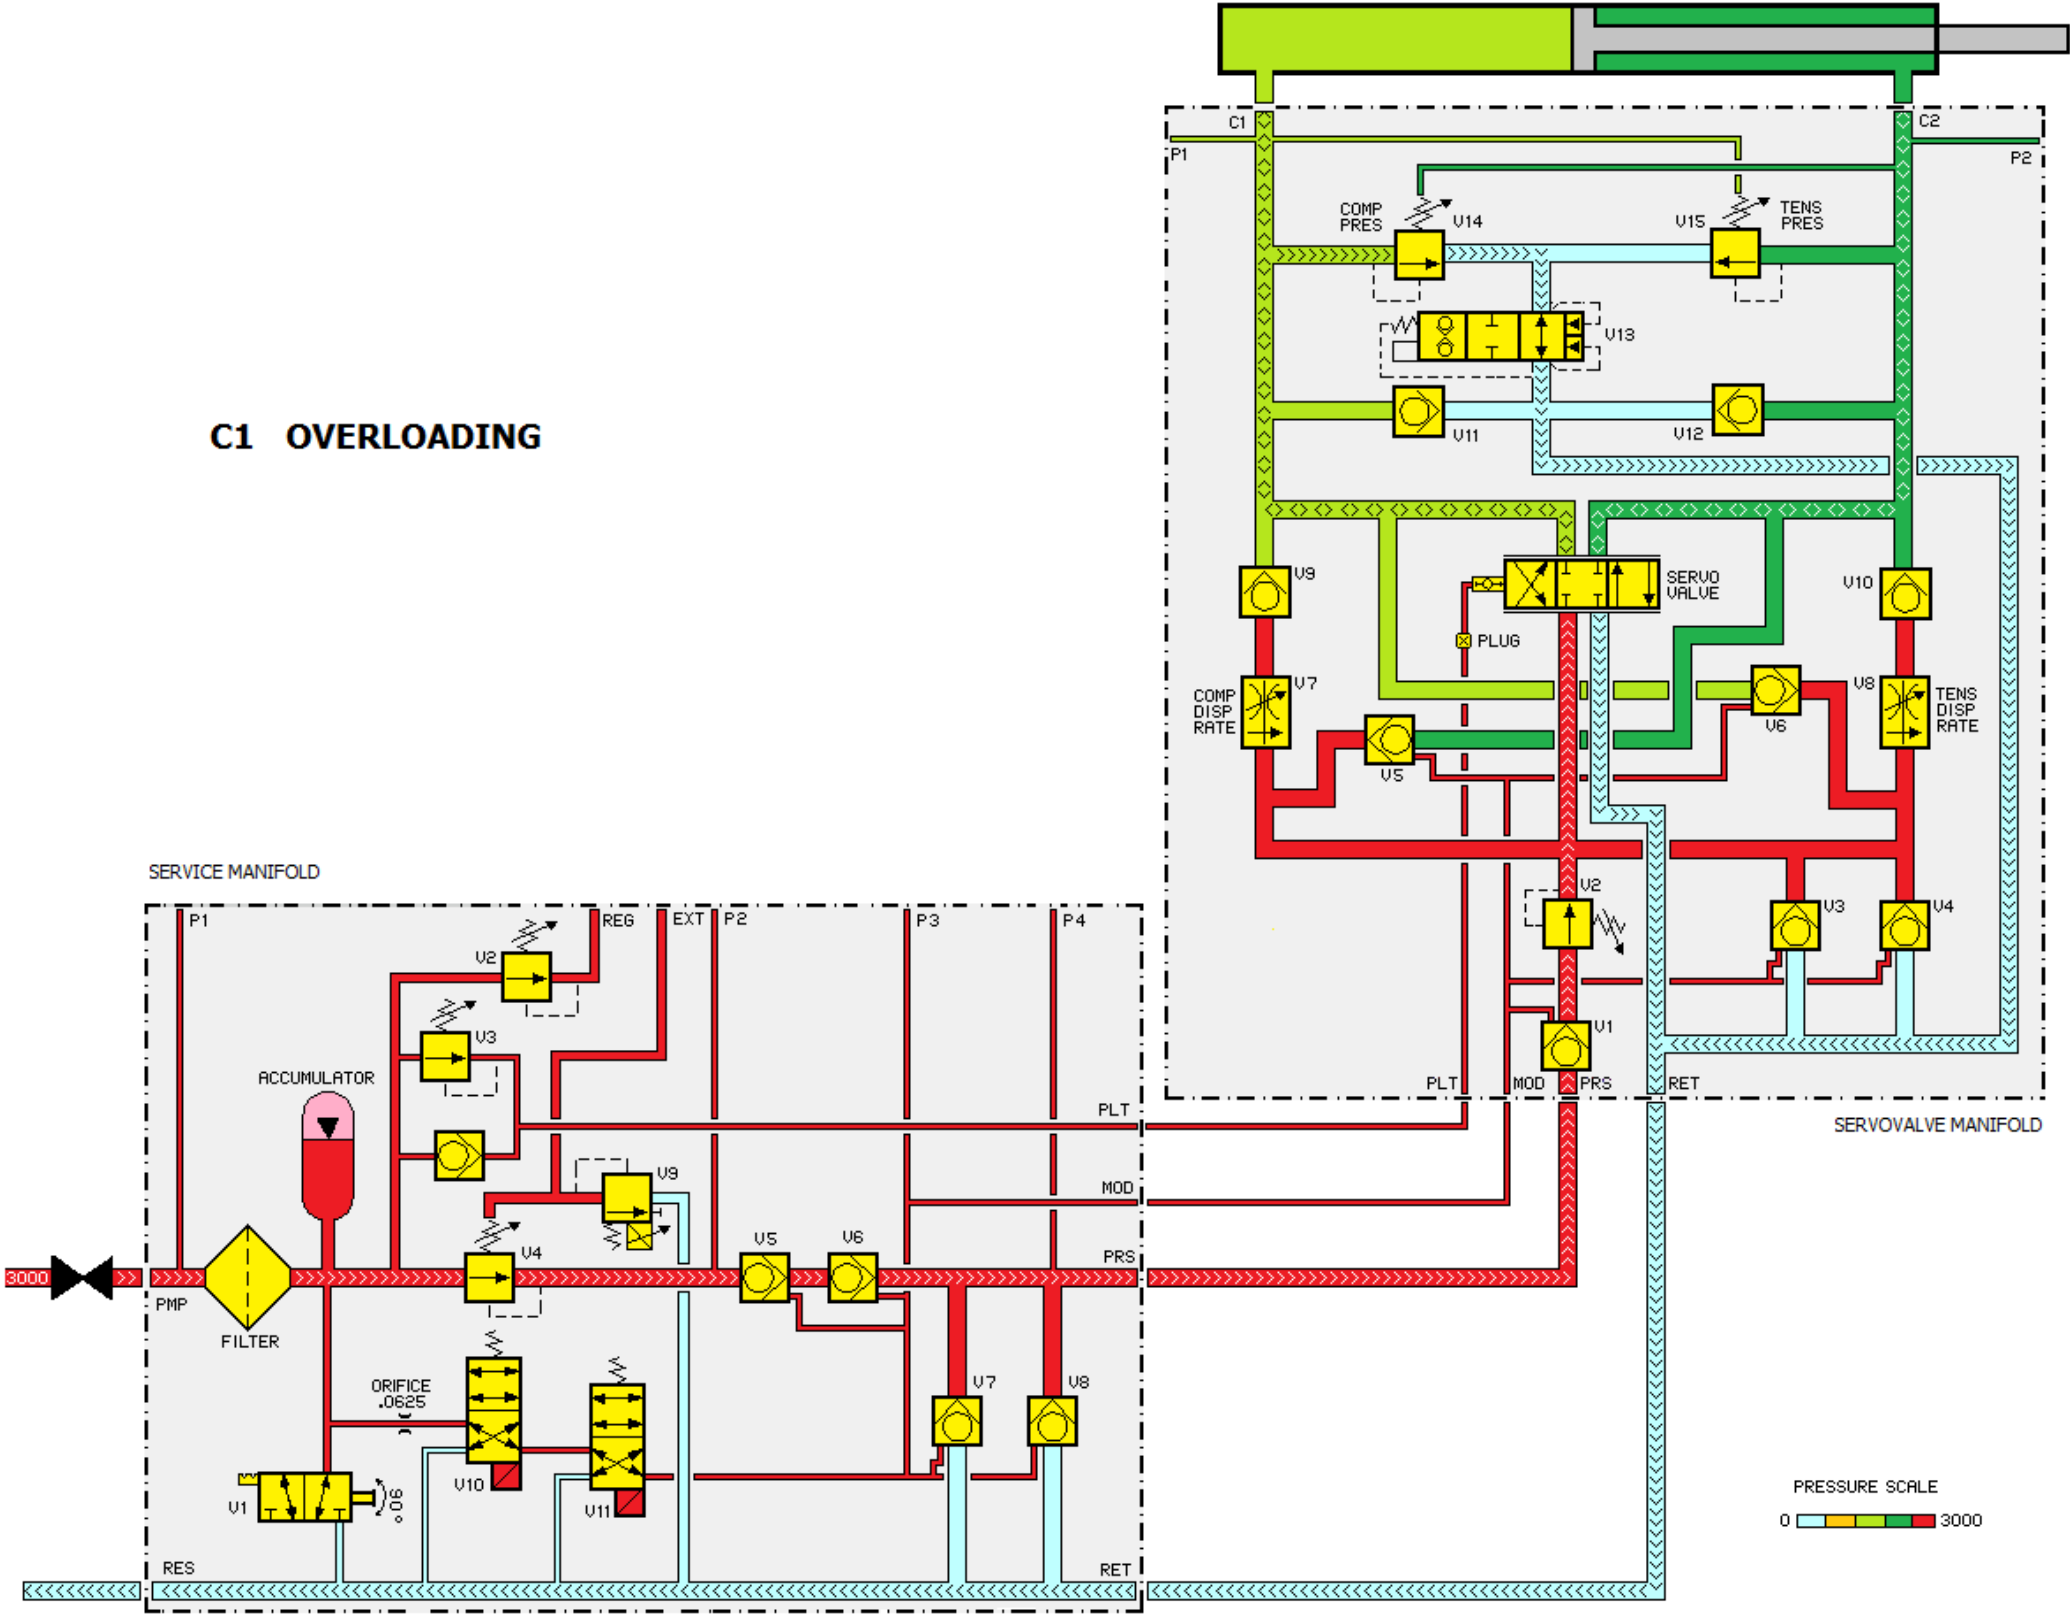 C1
C2
P1
P2
COMP
PRES
V14
V15
TENS
PRES
V13
C1 OVERLOADING
V11
V12
V9
SERVO
VALVE
V10
PLUG
COMP
DISP
RATE
V7
V5
V6
V8
TENS
DISP
RATE
SERVICE MANIFOLD
V2
V3
V4
P1
REG
EXT
P2
P3
P4
V2
V3
V1
ACCUMULATOR
PLT
MOD
PRS
RET
PLT
SERVOVALVE MANIFOLD
V9
MOD
V4
V5
V6
PRS
3000
PMP
FILTER
ORIFICE
.0625
V7
V8
V10
V11
V1
90°
PRESSURE SCALE
0
3000
RES
RET